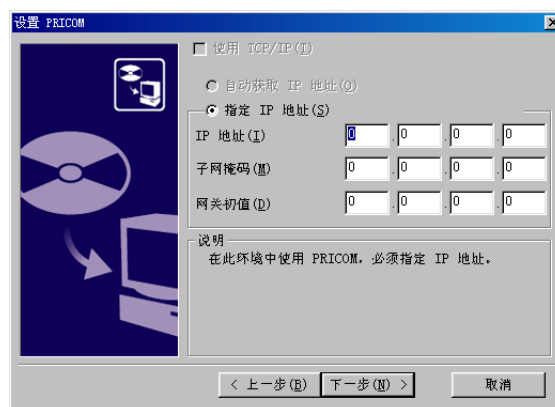 设置 PRICOM
使用 TCP/IP(T)
自动获取 IP 地址(O)
指定 IP 地址(S)
IP 地址(I) 0 .0 .0 .0
子网掩码(M) 0 .0 .0 .0
网关初值(D) 0 .0 .0 .0
说明
在此环境中使用 PRICOM，必须指定 IP 地址。
< 上一步(B) 下一步(N) > 取消